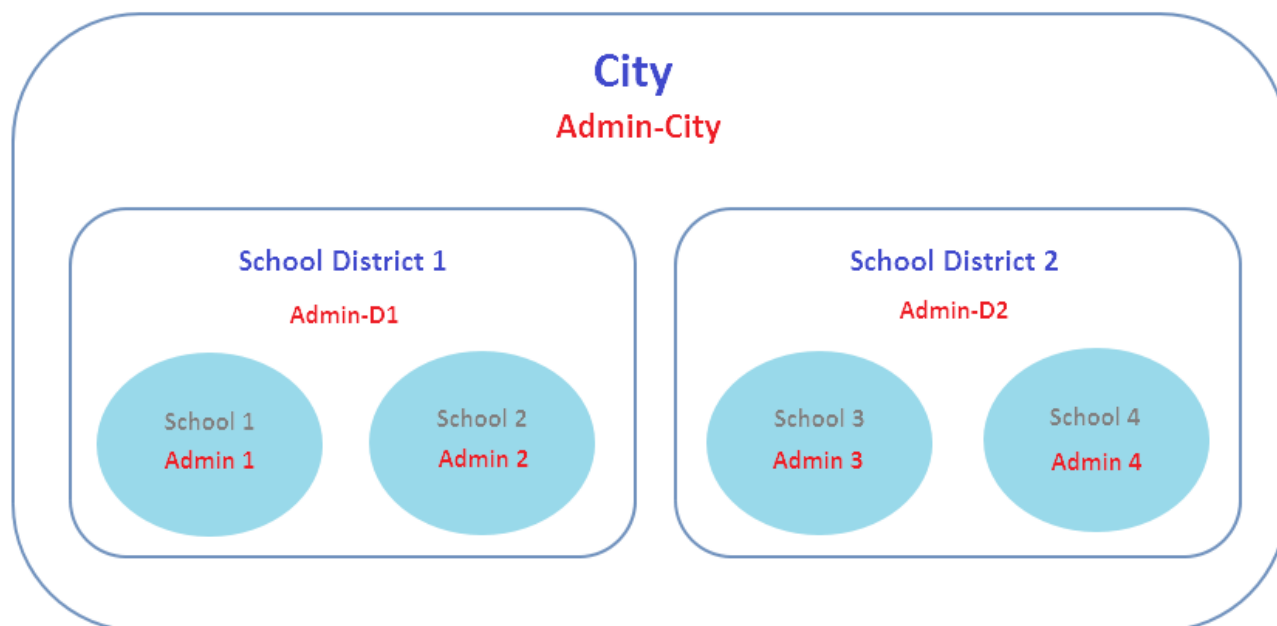 City
Admin-City
School District 1
Admin-D1
School 1
Admin 1
School 2
Admin 2
School District 2
Admin-D2
School 3
Admin 3
School 4
Admin 4